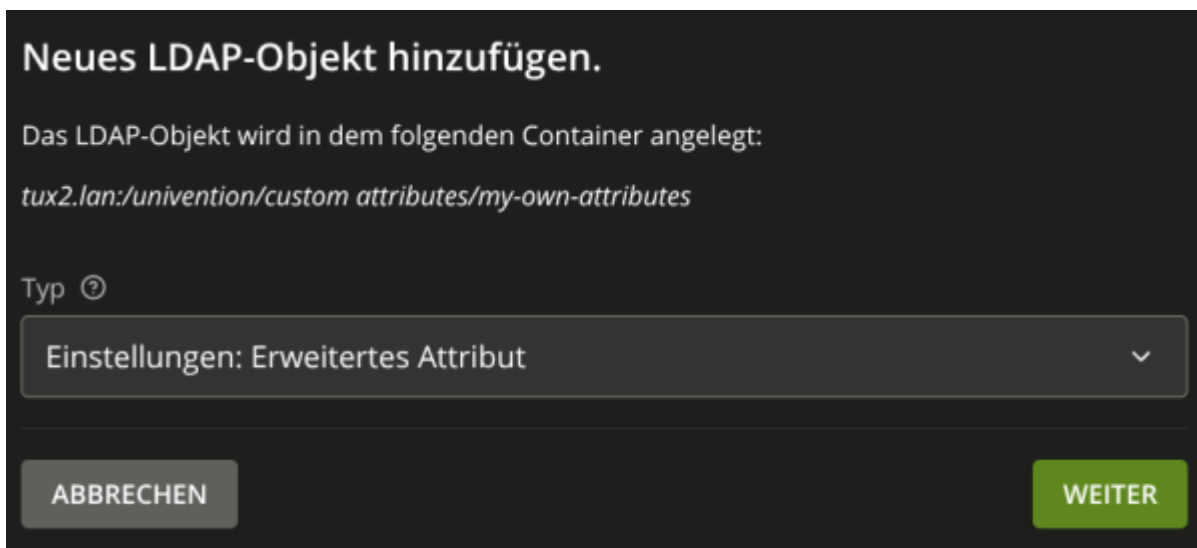 Neues LDAP-Objekt hinzufügen.
Das LDAP-Objekt wird in dem folgenden Container angelegt:
tux2.lan:/univention/custom attributes/my-own-attributes
Typ
Einstellungen: Erweitertes Attribut
ABBRECHEN
WEITER